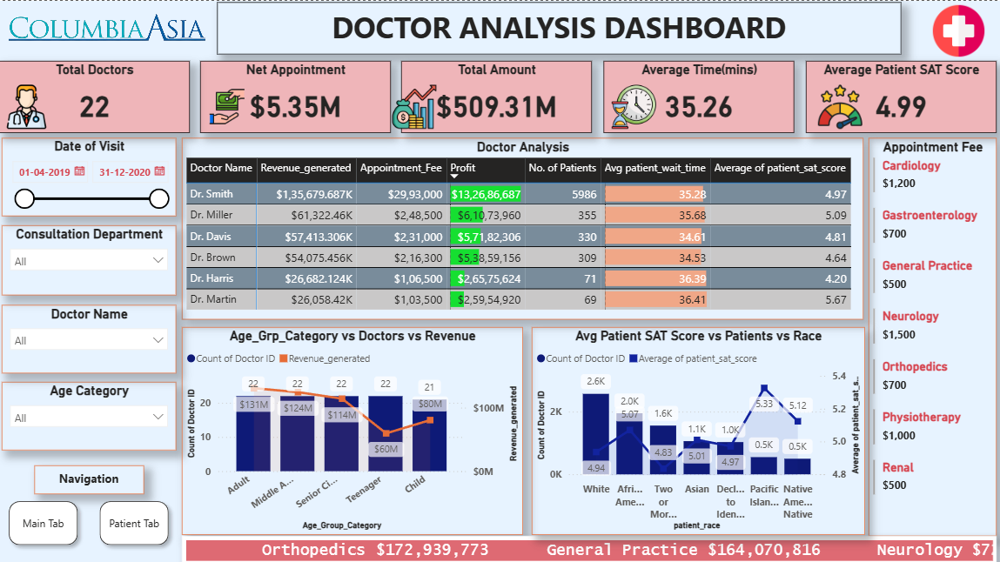 COLUMBIAASIA
DOCTOR ANALYSIS DASHBOARD
Total Doctors
22
Net Appointment
$5.35M
Total Amount
$509.31M
Average Time(mins)
35.26
Average Patient SAT Score
4.99
Date of Visit
01-04-2019 31-12-2020
Consultation Department
All
Doctor Name
All
Age Category
All
Navigation
Main Tab Patient Tab
Doctor Analysis
Doctor Name Revenue_generated Appointment_Fee Profit No. of Patients Avg patient_wait_time Average of patient_sat_score
Dr. Smith $1,35,679.687K $29,93,000 $13,26,86,687 5986 35.28 4.97
Dr. Miller $61,322.46K $2,48,500 $6,10,73,960 355 35.68 5.09
Dr. Davis $57,413.306K $2,31,000 $5,71,82,306 330 34.61 4.81
Dr. Brown $54,075.456K $2,16,300 $5,38,59,156 309 34.53 4.64
Dr. Harris $26,682.124K $1,06,500 $2,65,75,624 71 36.39 4.20
Dr. Martin $26,058.42K $1,03,500 $2,59,54,920 69 36.41 5.67
Age_Grp_Category vs Doctors vs Revenue
Count of Doctor ID Revenue_generated
22 22 22 22 21
$131M $124M $114M $60M $80M
20
10
0
$100M
$0M
Count of Doctor ID
Revenue_generated
Adult Middle A... Senior Ci... Teenager Child
Age_Group_Category
Avg Patient SAT Score vs Patients vs Race
Count of Doctor ID Average of patient_sat_score
2.6K 2.0K 1.6K 1.1K 1.0K 0.5K 0.5K
4.94 5.07 4.83 5.01 4.97 5.33 5.12
2K
0K
5.4
5.2
5.0
4.8
Count of Doctor ID
Average of patient_sat_s...
White Afri... Two Asian Decl... Pacific Native
Ame... or to Islan... Ame...
Mor... Iden... Native
patient_race
Appointment Fee
Cardiology
$1,200
Gastroenterology
$700
General Practice
$500
Neurology
$1,500
Orthopedics
$700
Physiotherapy
$1,000
Renal
$500
Orthopedics $172,939,773 General Practice $164,070,816 Neurology